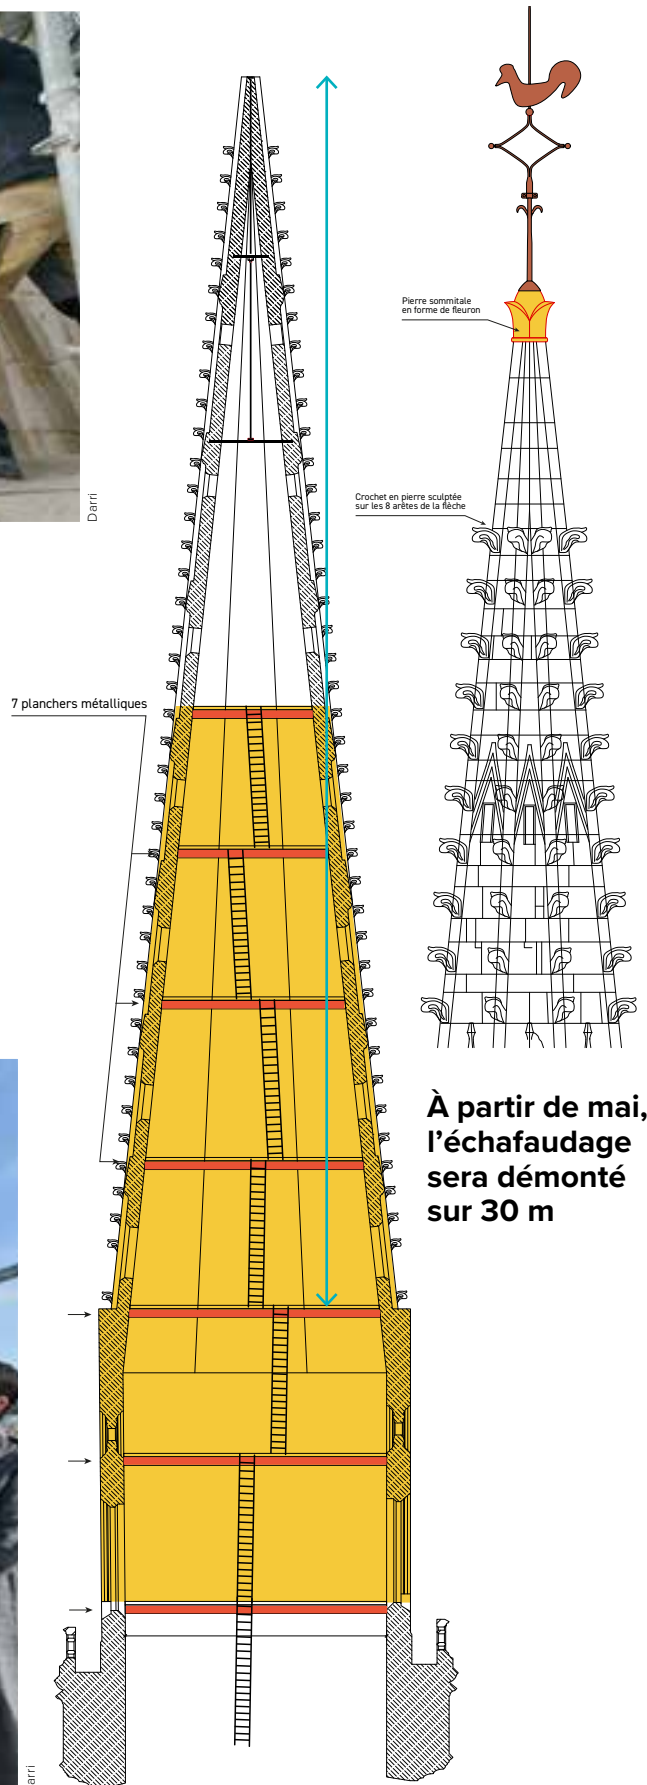 Darri
Pierre sommitale
en forme de fleuron
Crochet en pierre sculptée
sur les 8 arêtes de la flèche
7 planchers métalliques
À partir de mai,
l'échafaudage
sera démonté
sur 30 m
arri